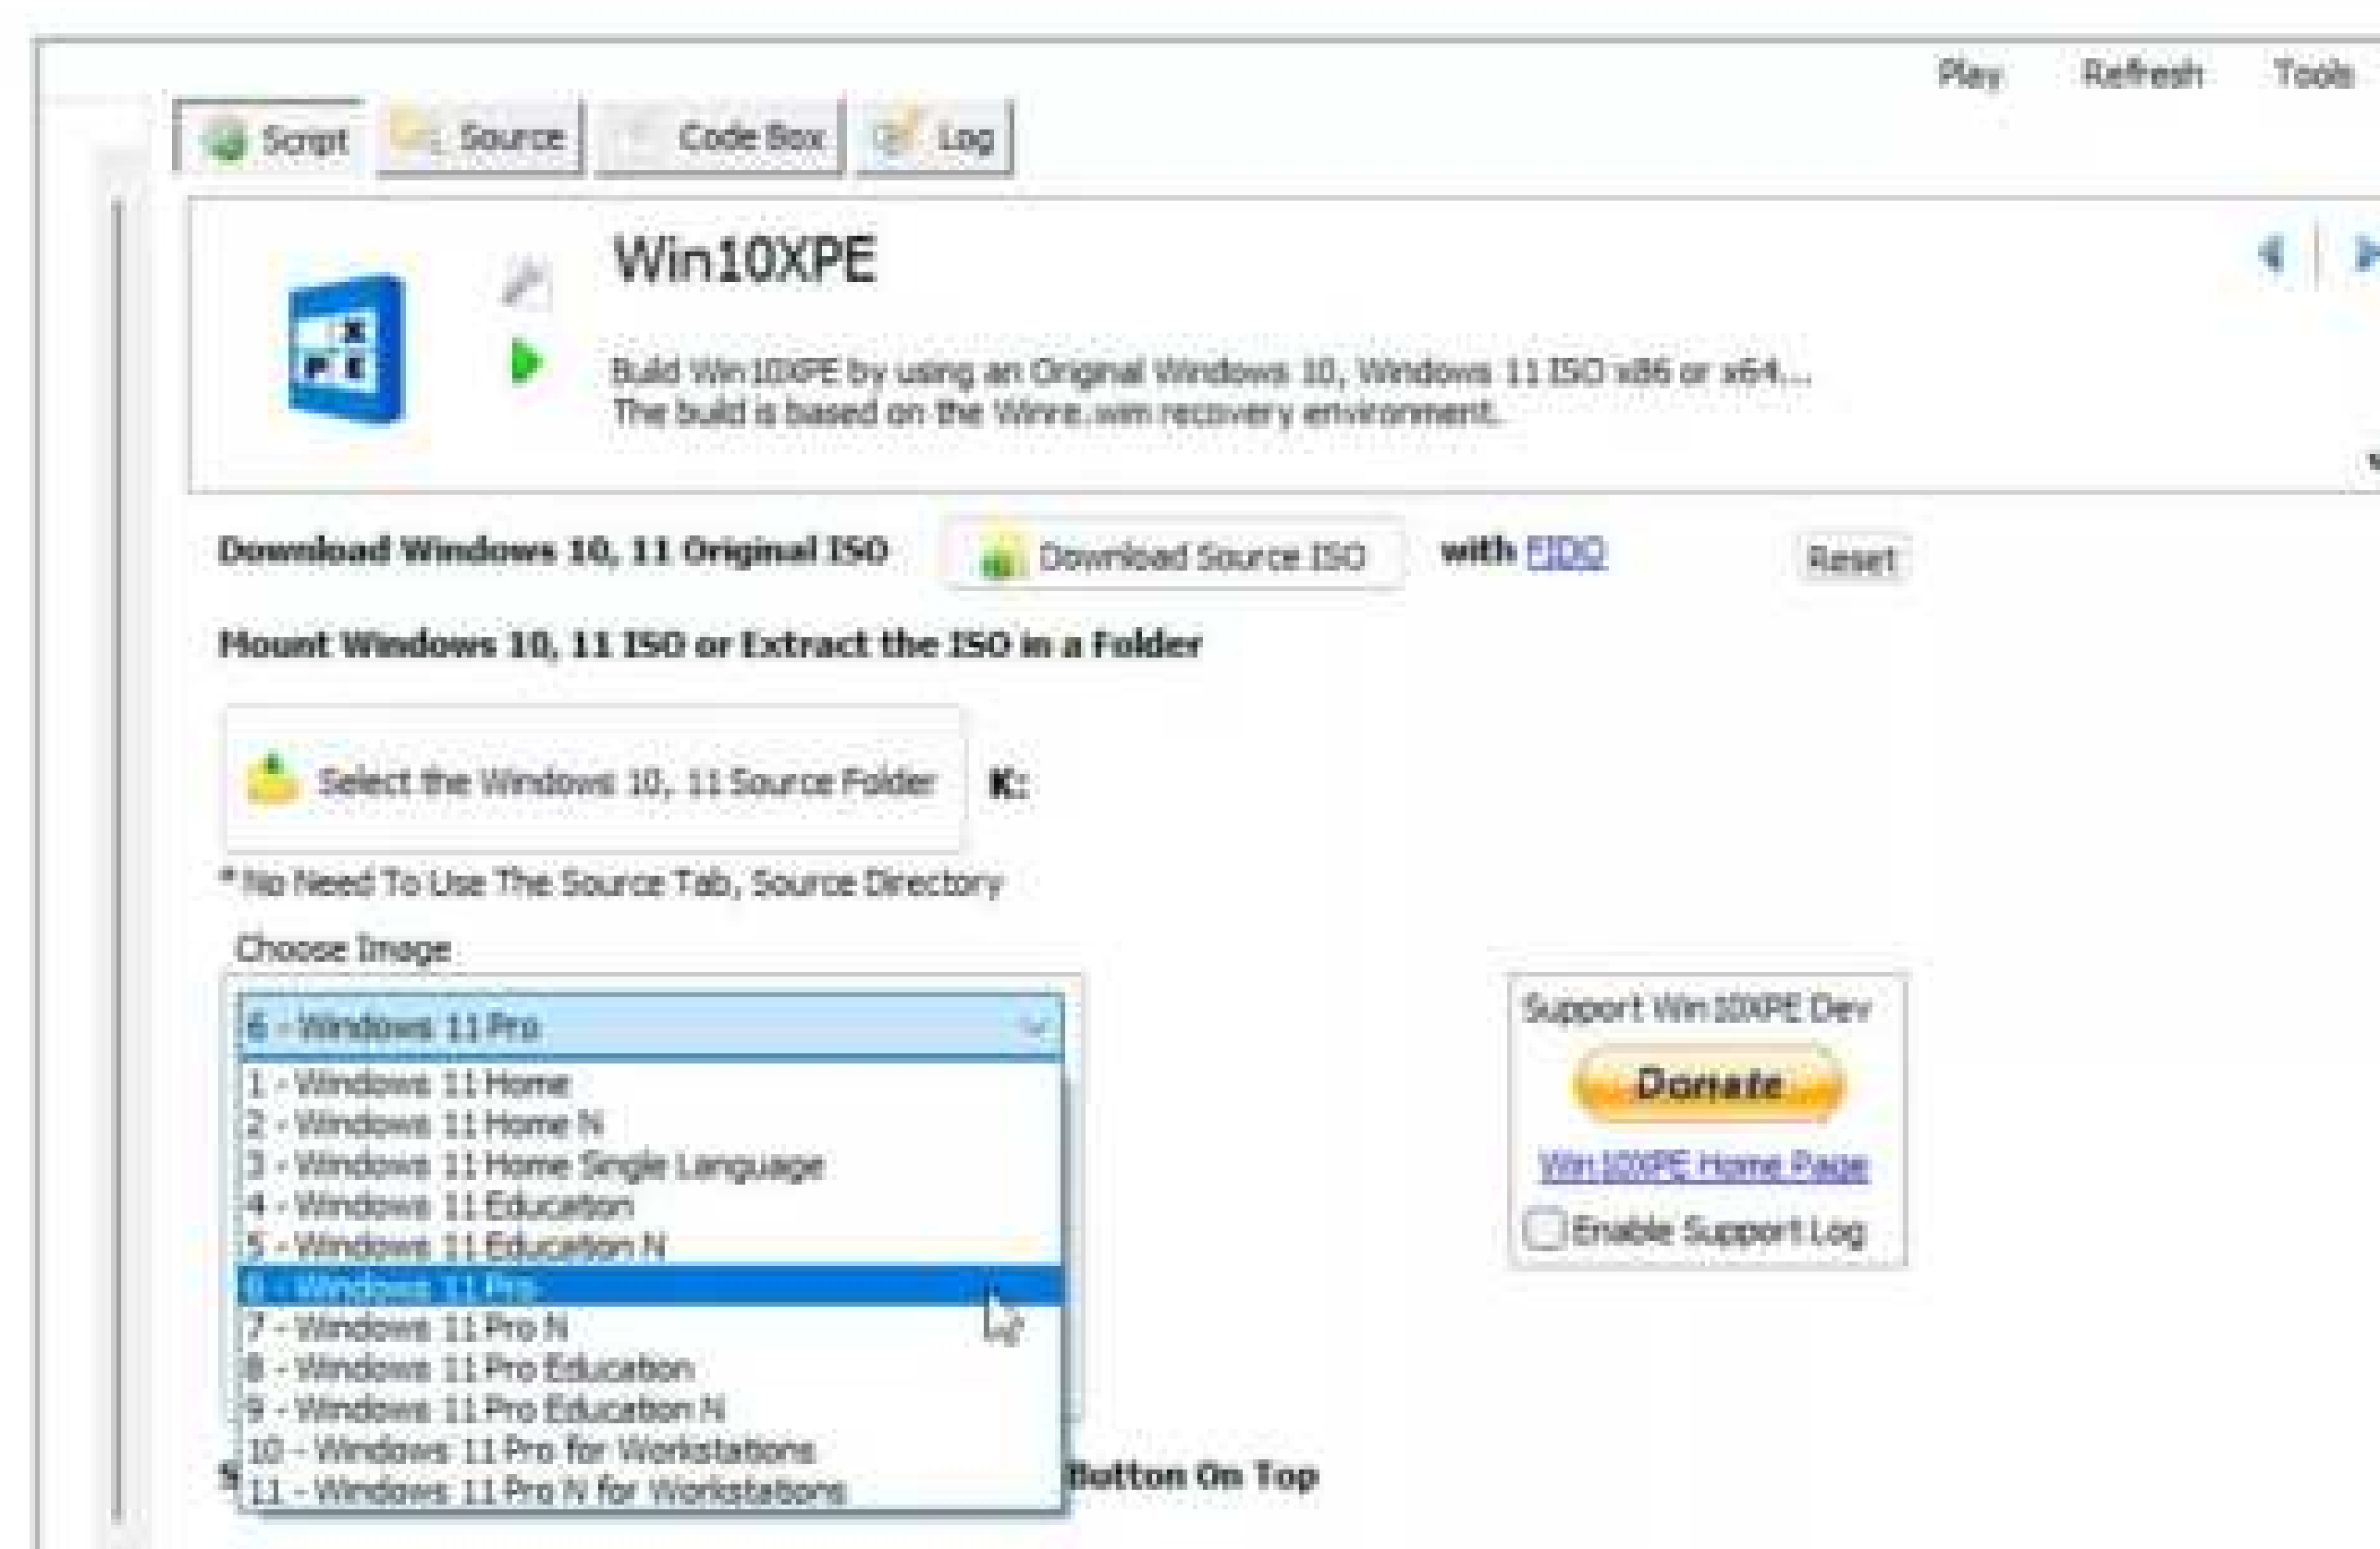 Play Refresh Tools
Script Source Code Box Log
Win10XPE
X
P E
Build Win10XPE by using an Original Windows 10, Windows 11 ISO x86 or x64...
The build is based on the Winre.wim recovery environment.
Download Windows 10, 11 Original ISO Download Source ISO with FIDO Reset
Mount Windows 10, 11 ISO or Extract the ISO in a Folder
Select the Windows 10, 11 Source Folder K:
* No Need To Use The Source Tab, Source Directory
Choose Image
6 - Windows 11 Pro
1 - Windows 11 Home
2 - Windows 11 Home N
3 - Windows 11 Home Single Language
4 - Windows 11 Education
5 - Windows 11 Education N
6 - Windows 11 Pro
7 - Windows 11 Pro N
8 - Windows 11 Pro Education
9 - Windows 11 Pro Education N
10 - Windows 11 Pro for Workstations
11 - Windows 11 Pro N for Workstations
Button On Top
Support Win10XPE Dev
Donate
Win10XPE Home Page
Enable Support Log